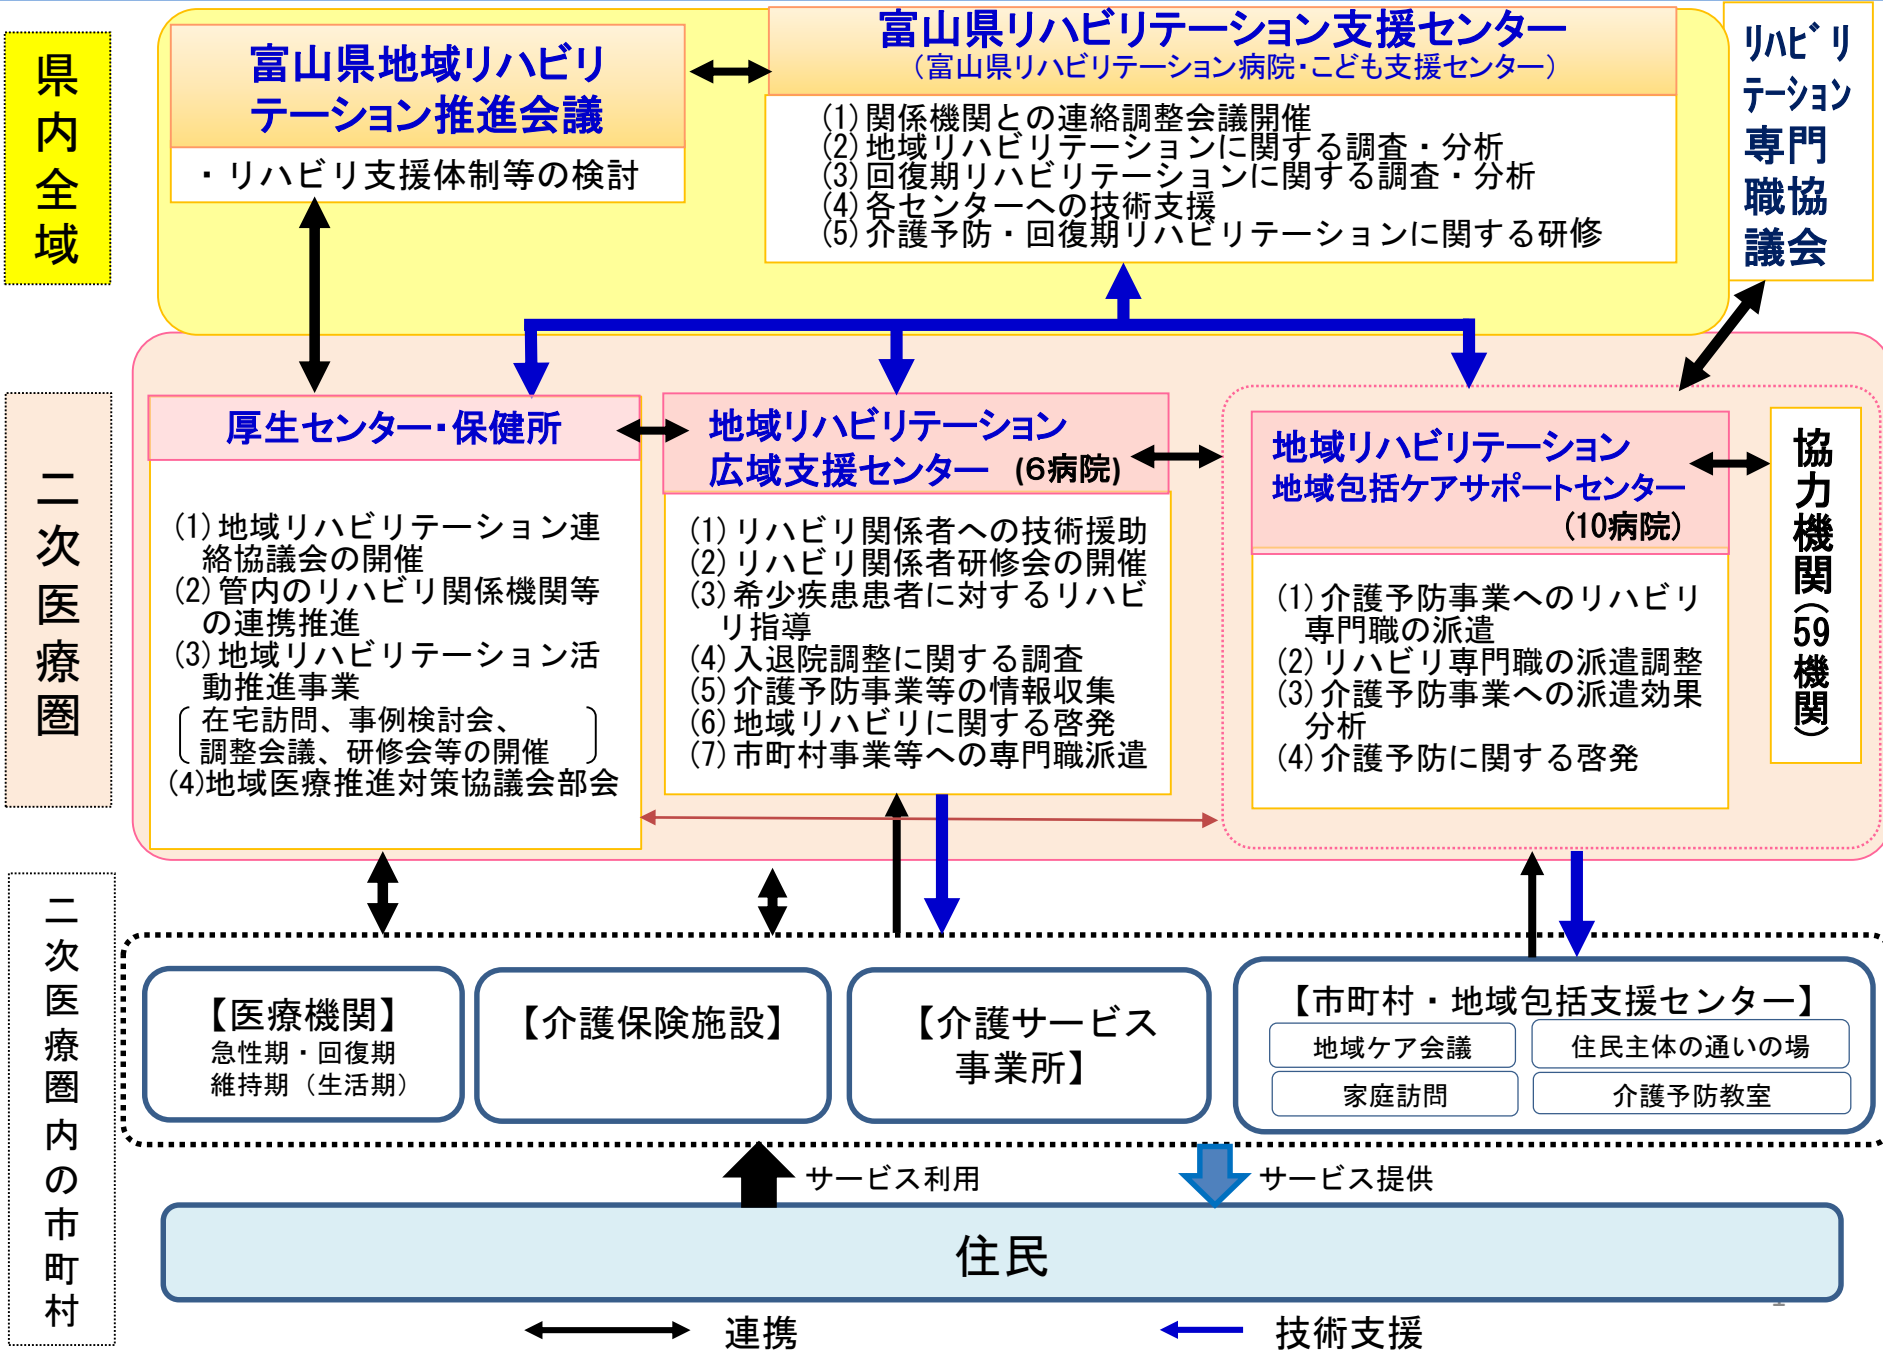 県内全域
富山県地域リハビリ
テーション推進会議
・リハビリ支援体制等の検討
富山県リハビリテーション支援センター
（富山県リハビリテーション病院・こども支援センター）
(1)関係機関との連絡調整会議開催
(2)地域リハビリテーションに関する調査・分析
(3)回復期リハビリテーションに関する調査・分析
(4)各センターへの技術支援
(5)介護予防・回復期リハビリテーションに関する研修
ﾘﾊﾋﾞﾘ
ﾃｰｼｮﾝ
専門
職協
議会
二次医療圏
厚生センター・保健所
(1)地域リハビリテーション連
絡協議会の開催
(2)管内のリハビリ関係機関等
の連携推進
(3)地域リハビリテーション活
動推進事業
在宅訪問、事例検討会、
調整会議、研修会等の開催
(4)地域医療推進対策協議会部会
地域リハビリテーション
広域支援センター (6病院)
(1)リハビリ関係者への技術援助
(2)リハビリ関係者研修会の開催
(3)希少疾患患者に対するリハビ
リ指導
(4)入退院調整に関する調査
(5)介護予防事業等の情報収集
(6)地域リハビリに関する啓発
(7)市町村事業等への専門職派遣
地域リハビリテーション
地域包括ケアサポートセンター
(10病院)
(1)介護予防事業へのリハビリ
専門職の派遣
(2)リハビリ専門職の派遣調整
(3)介護予防事業への派遣効果
分析
(4)介護予防に関する啓発
協力機関（59機関）
二次医療圏内の市町村
【医療機関】
急性期・回復期
維持期（生活期）
【介護保険施設】
【介護サービス
事業所】
【市町村・地域包括支援センター】
地域ケア会議
住民主体の通いの場
家庭訪問
介護予防教室
サービス利用
サービス提供
住民
連携
技術支援